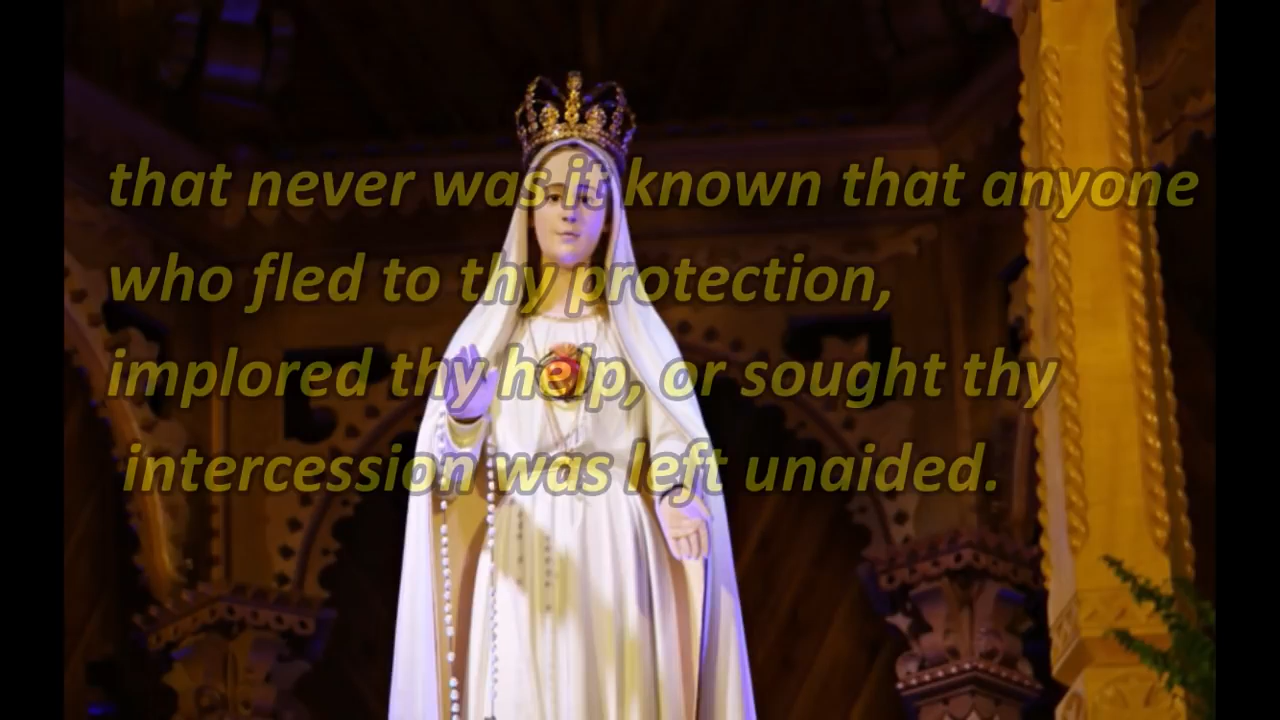 that never was it known that anyone
who fled to thy protection,
implored thy help, or sought thy
intercession was left unaided.